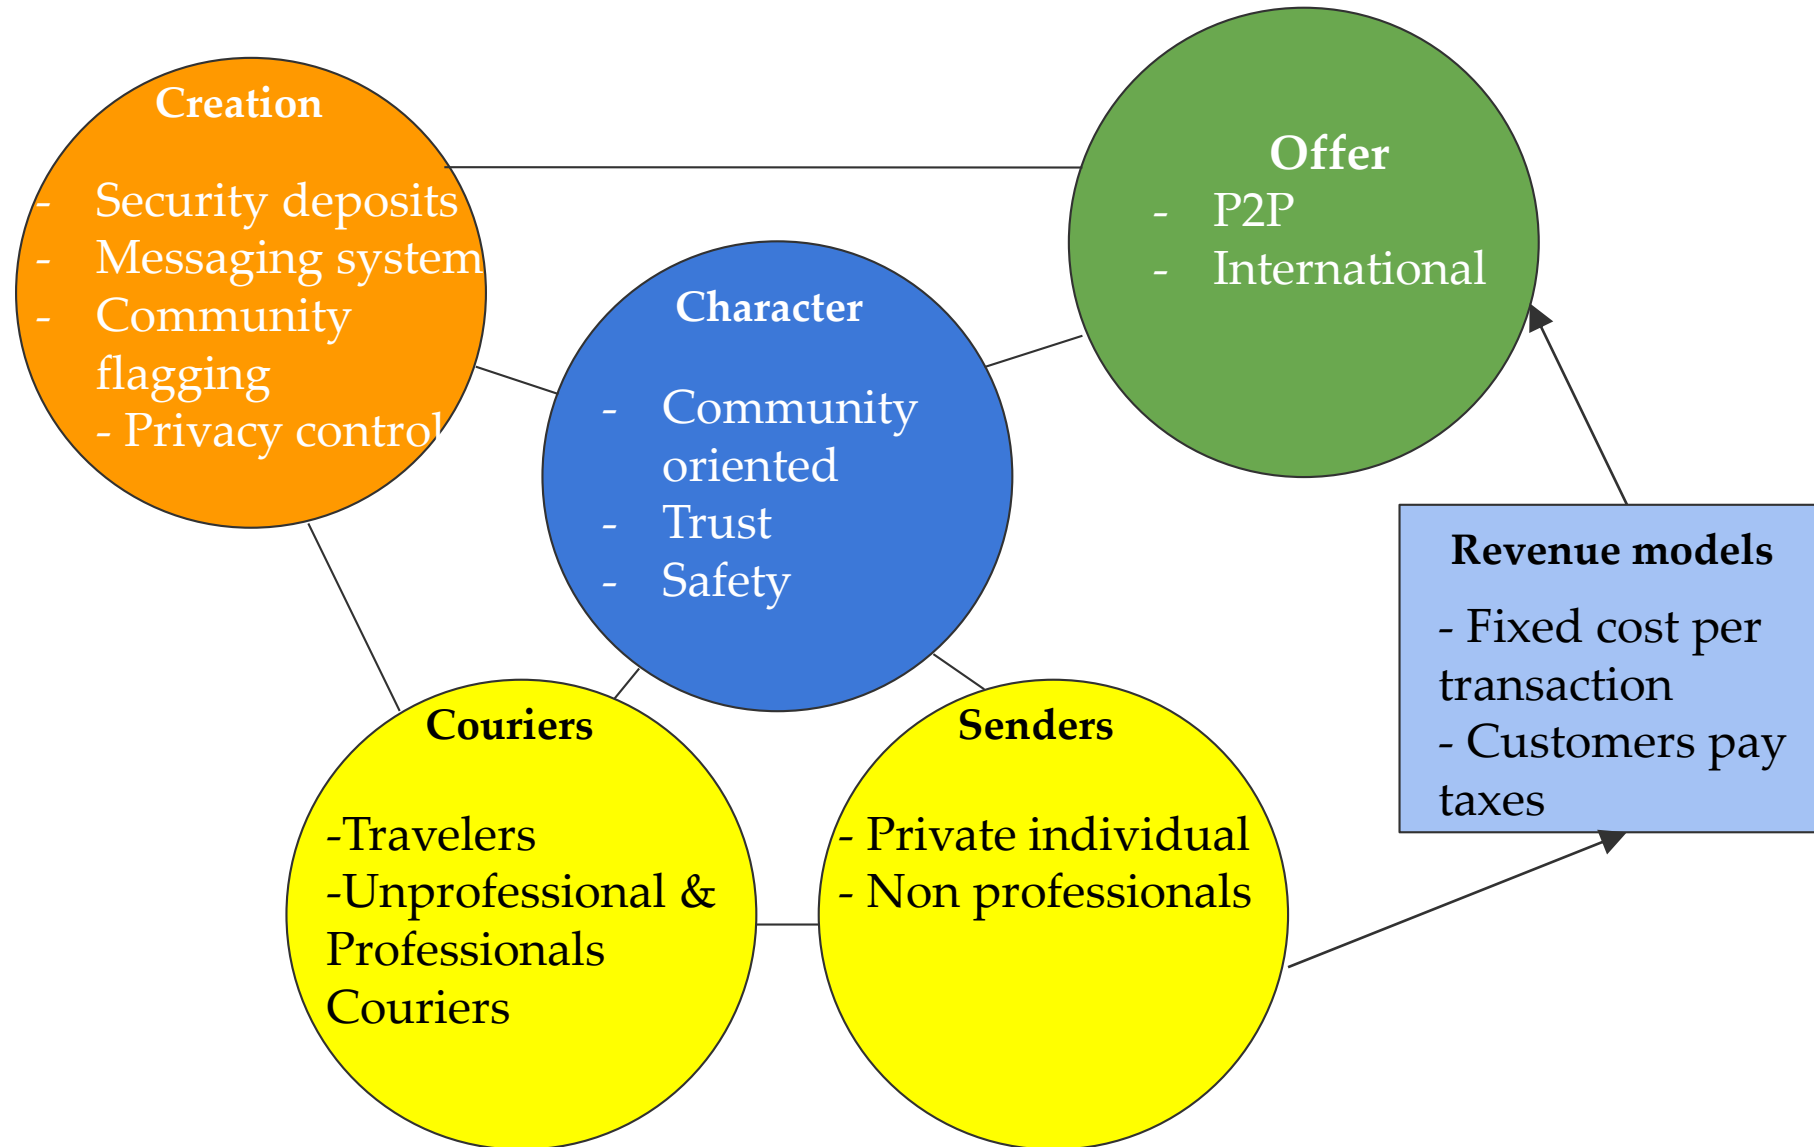 Creation
- Security deposits
- Messaging system
- Community
flagging
- Privacy control
Offer
- P2P
- International
Character
- Community
oriented
- Trust
- Safety
Revenue models
- Fixed cost per
transaction
- Customers pay
taxes
Couriers
-Travelers
-Unprofessional &
Professionals
Couriers
Senders
- Private individual
- Non professionals